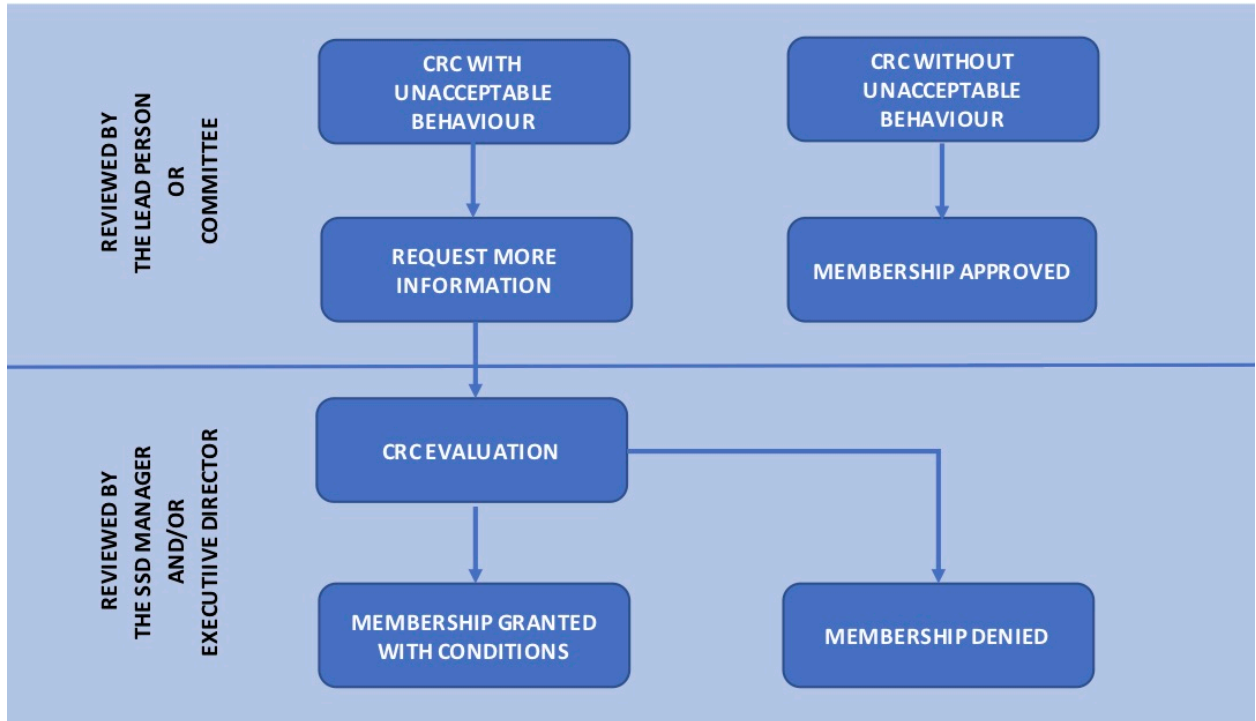 REVIEWED BY
THE LEAD PERSON
OR
COMMITTEE
CRC WITH
UNACCEPTABLE
BEHAVIOUR
CRC WITHOUT
UNACCEPTABLE
BEHAVIOUR
REQUEST MORE
INFORMATION
MEMBERSHIP APPROVED
REVIEWED BY
THE SSD MANAGER
AND/OR
EXECUTIIVE DIRECTOR
CRC EVALUATION
MEMBERSHIP GRANTED
WITH CONDITIONS
MEMBERSHIP DENIED